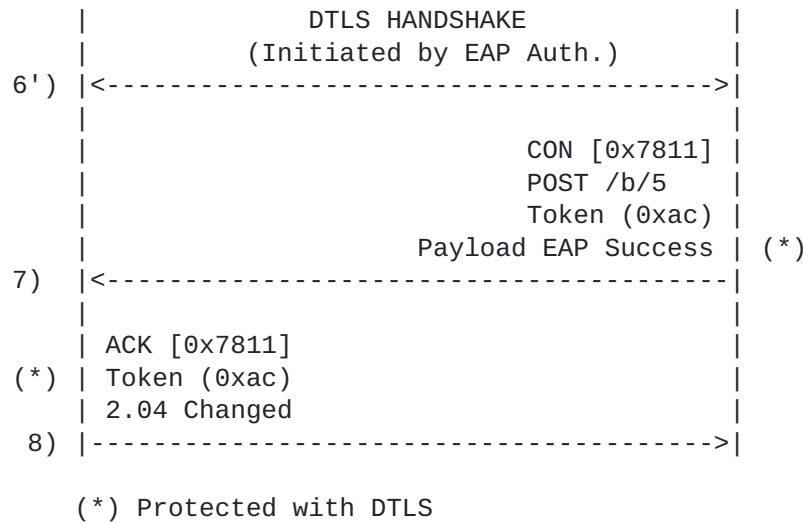 DTLS HANDSHAKE
(Initiated by EAP Auth.)
6') |<--------------------------------------->|
CON [0x7811]
POST /b/5
Token (0xac)
Payload EAP Success | (*)
7) |<----------------------------------------|
ACK [0x7811]
(*) | Token (0xac)
2.04 Changed
8) |---------------------------------------->|
(*) Protected with DTLS